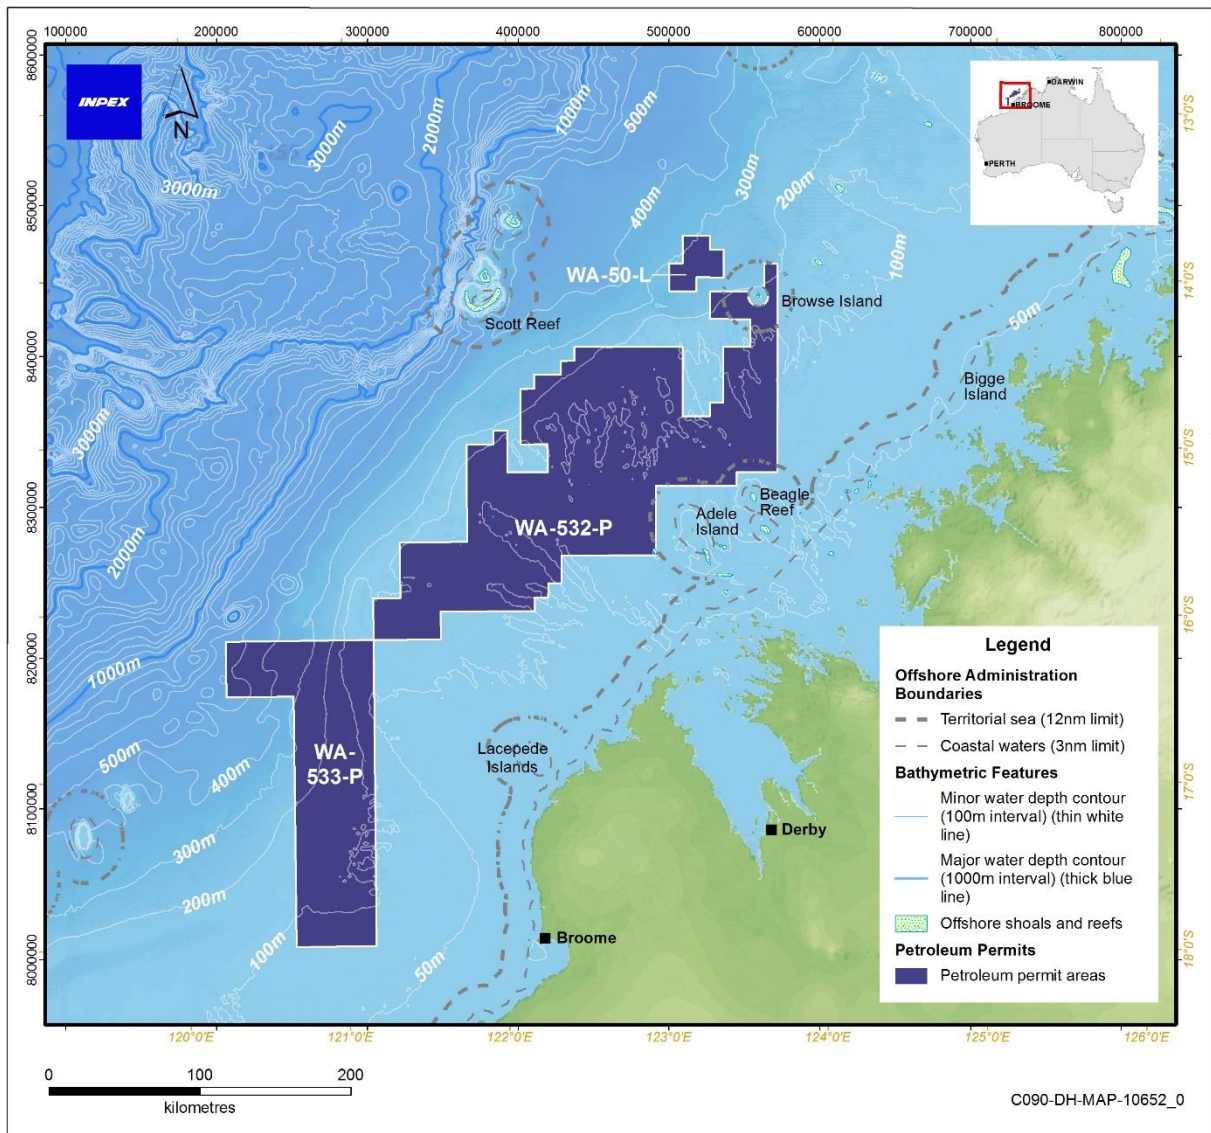 100000 200000 300000 400000 500000 600000 700000 800000
8600000
8500000
8400000
8300000
8200000
8100000
8000000
13°0'S
14°0'S
15°0'S
16°0'S
17°0'S
18°0'S
INPEX
N
DARWIN
BROOME
PERTH
3000m
3000m
2000m
1000m
5000m
400m
300m
200m
100m
50m
WA-50-L
Browse Island
Scott Reef
Bigge
Island
3000m
2000m
1000m
WA-532-P
Adele
Island
Beagle
Reef
500m
400m
300m
200m
100m
50m
WA-
533-P
Lacepede
Islands
Derby
Broome
Legend
Offshore Administration
Boundaries
Territorial sea (12nm limit)
Coastal waters (3nm limit)
Bathymetric Features
Minor water depth contour
(100m interval) (thin white
line)
Major water depth contour
(1000m interval) (thick blue
line)
Offshore shoals and reefs
Petroleum Permits
Petroleum permit areas
120°0'E 121°0'E 122°0'E 123°0'E 124°0'E 125°0'E 126°0'E
0 100 200
kilometres
C090-DH-MAP-10652_0